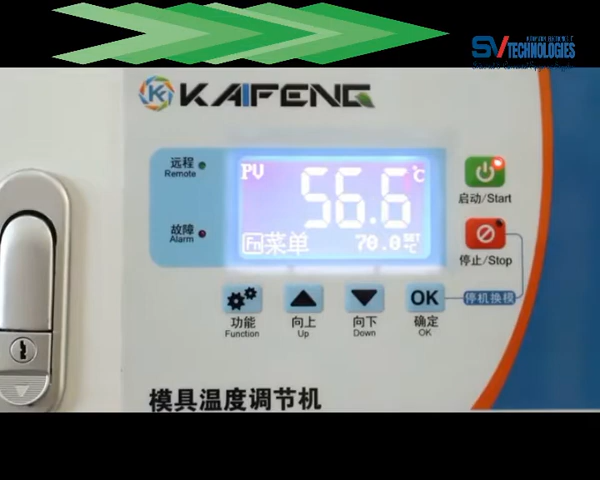 SV TECHNOLOGIES
KAIFENG
远程
Remote
PV 56.6 ℃
故障
Alarm
Fn 菜单 70.0 SET ℃
启动/Start
停止/Stop
OK
停机换模
功能
Function
向上
Up
向下
Down
确定
OK
模具温度调节机